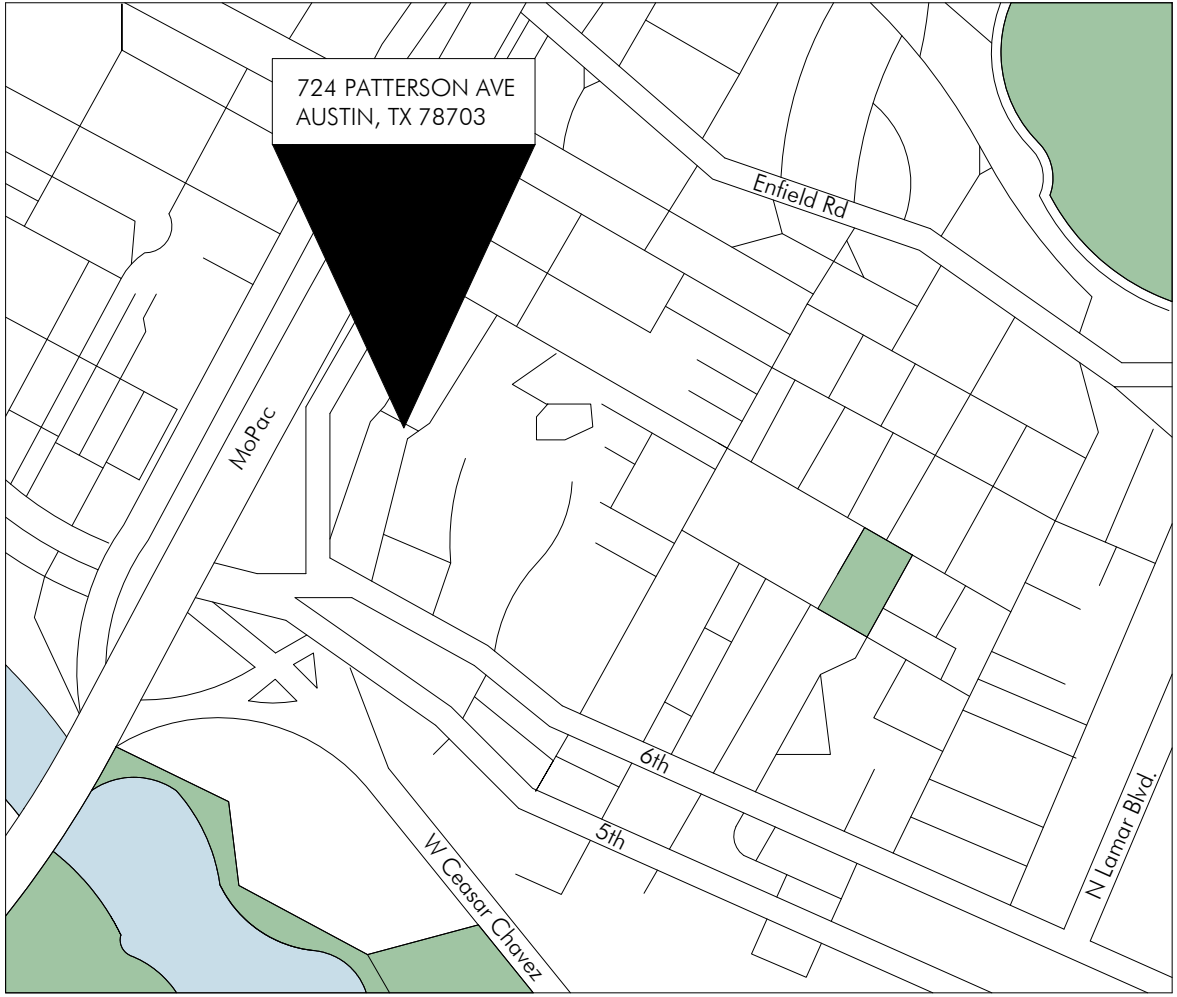 724 PATTERSON AVE
AUSTIN, TX 78703
Enfield Rd
MoPac
6th
5th
W Ceasar Chavez
N Lamar Blvd.